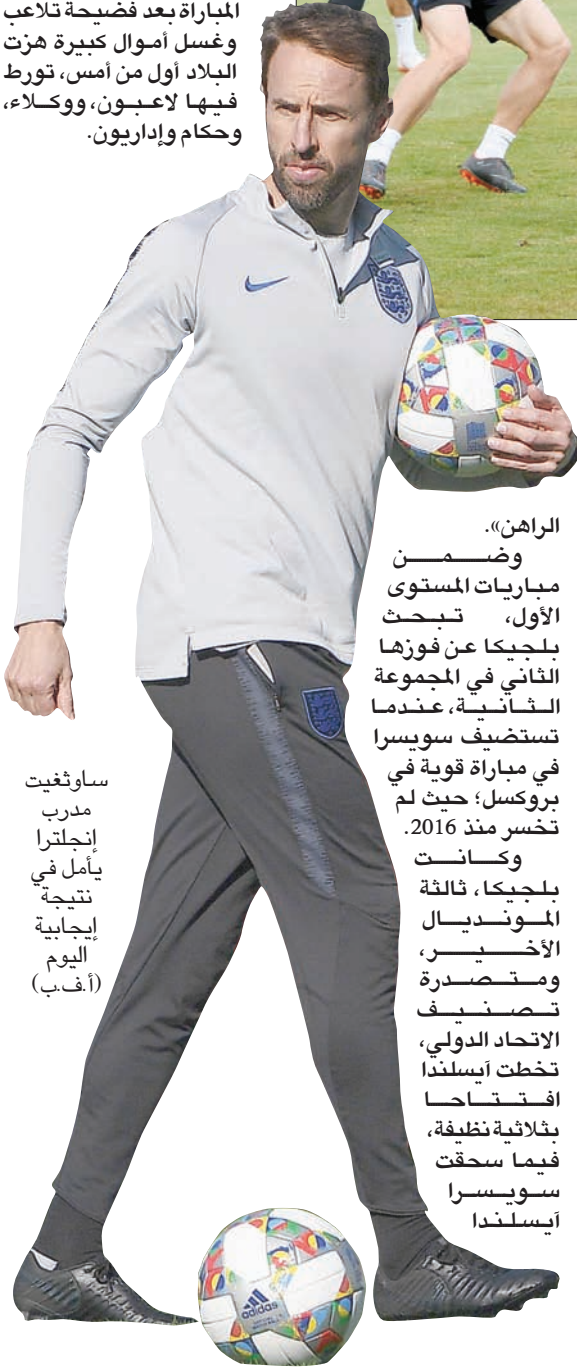 المباراة بعد فضيحة تلاعب
وغسل أموال كبيرة هزت
البلاد أول من أمس، تورط
فيها لاعبون، ووكلاء،
وحكام وإداريون.
الراهن».
وضمن
مباريات المستوى
الأول، تبحث
بلجيكا عن فوزها
الثاني في المجموعة
الثانية، عندما
تستضيف سويسرا
في مباراة قوية في
بروكسل؛ حيث لم
تخسر منذ 2016.
وكانت
بلجيكا، ثالثة
المونديال
الأخير،
ومتصدرة
تصنيف
الاتحاد الدولي،
تخطت آيسلندا
افتتاحا
بثلاثية نظيفة،
فيما سحقت
سويسرا
آيسلندا
ساوثغيت
مدرب
إنجلترا
يأمل في
نتيجة
إيجابية
اليوم
(أ.ف.ب)
adidas